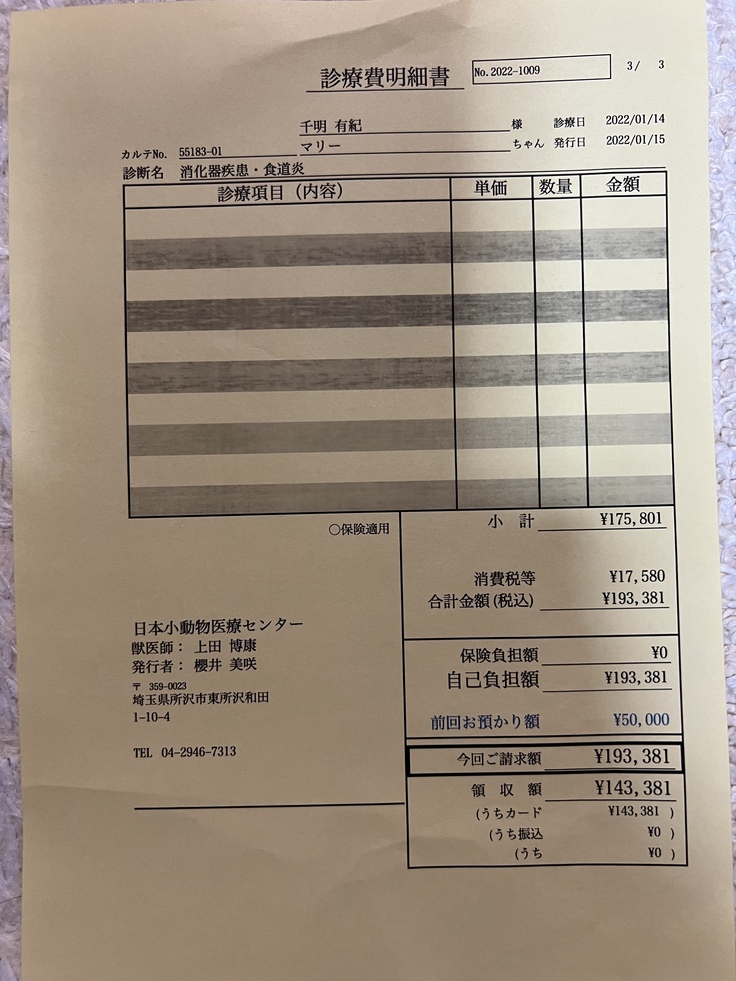 診療費明細書 No.2022-1009 3/ 3
千明 有紀 様 診療日 2022/01/14
カルテNo. 55183-01 マリー ちゃん 発行日 2022/01/15
診断名 消化器疾患・食道炎
診療項目（内容） 単価 数量 金額
○保険適用
小 計 ¥175,801
消費税等 ¥17,580
合計金額(税込) ¥193,381
日本小動物医療センター
獣医師： 上田 博康
発行者： 櫻井 美咲
〒 359-0023
埼玉県所沢市東所沢和田
1-10-4
TEL 04-2946-7313
保険負担額 ¥0
自己負担額 ¥193,381
前回お預かり額 ¥50,000
今回ご請求額 ¥193,381
領 収 額 ¥143,381
(うちカード ¥143,381 )
(うち振込 ¥0 )
(うち ¥0 )